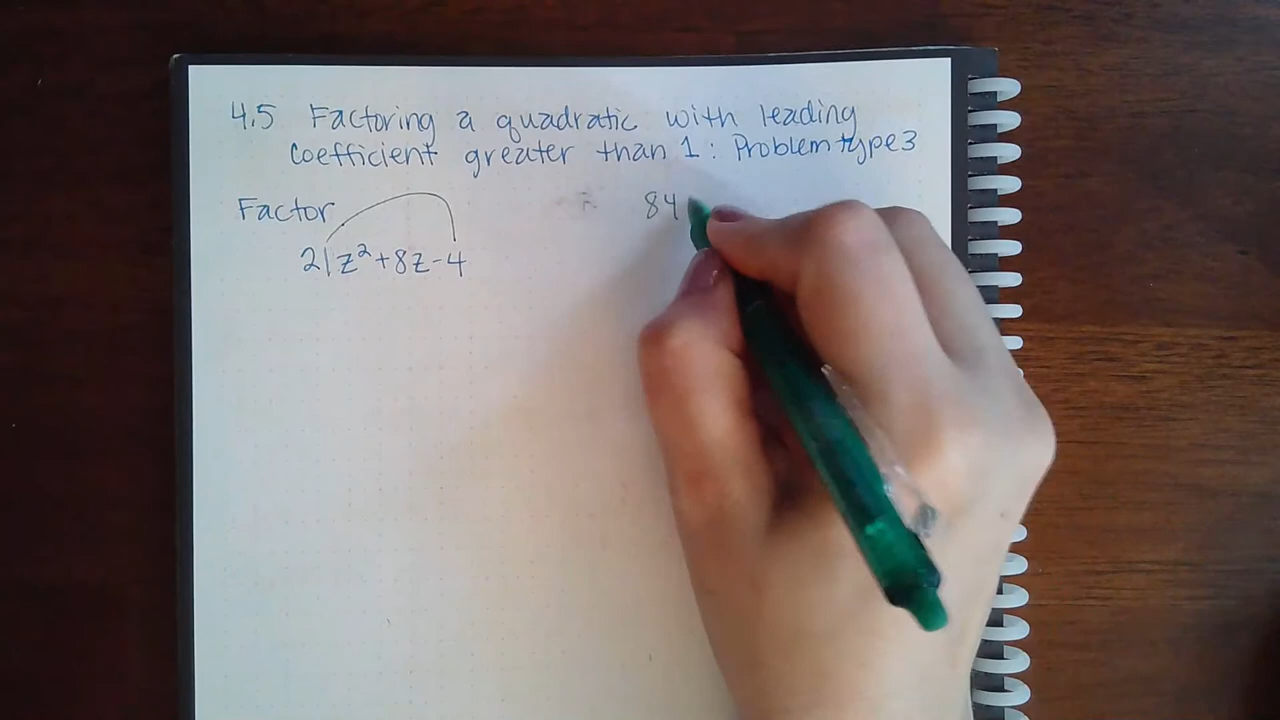 4.5 Factoring a quadratic with leading
coefficient greater than 1: Problem type 3
Factor
84
21z²+8z-4